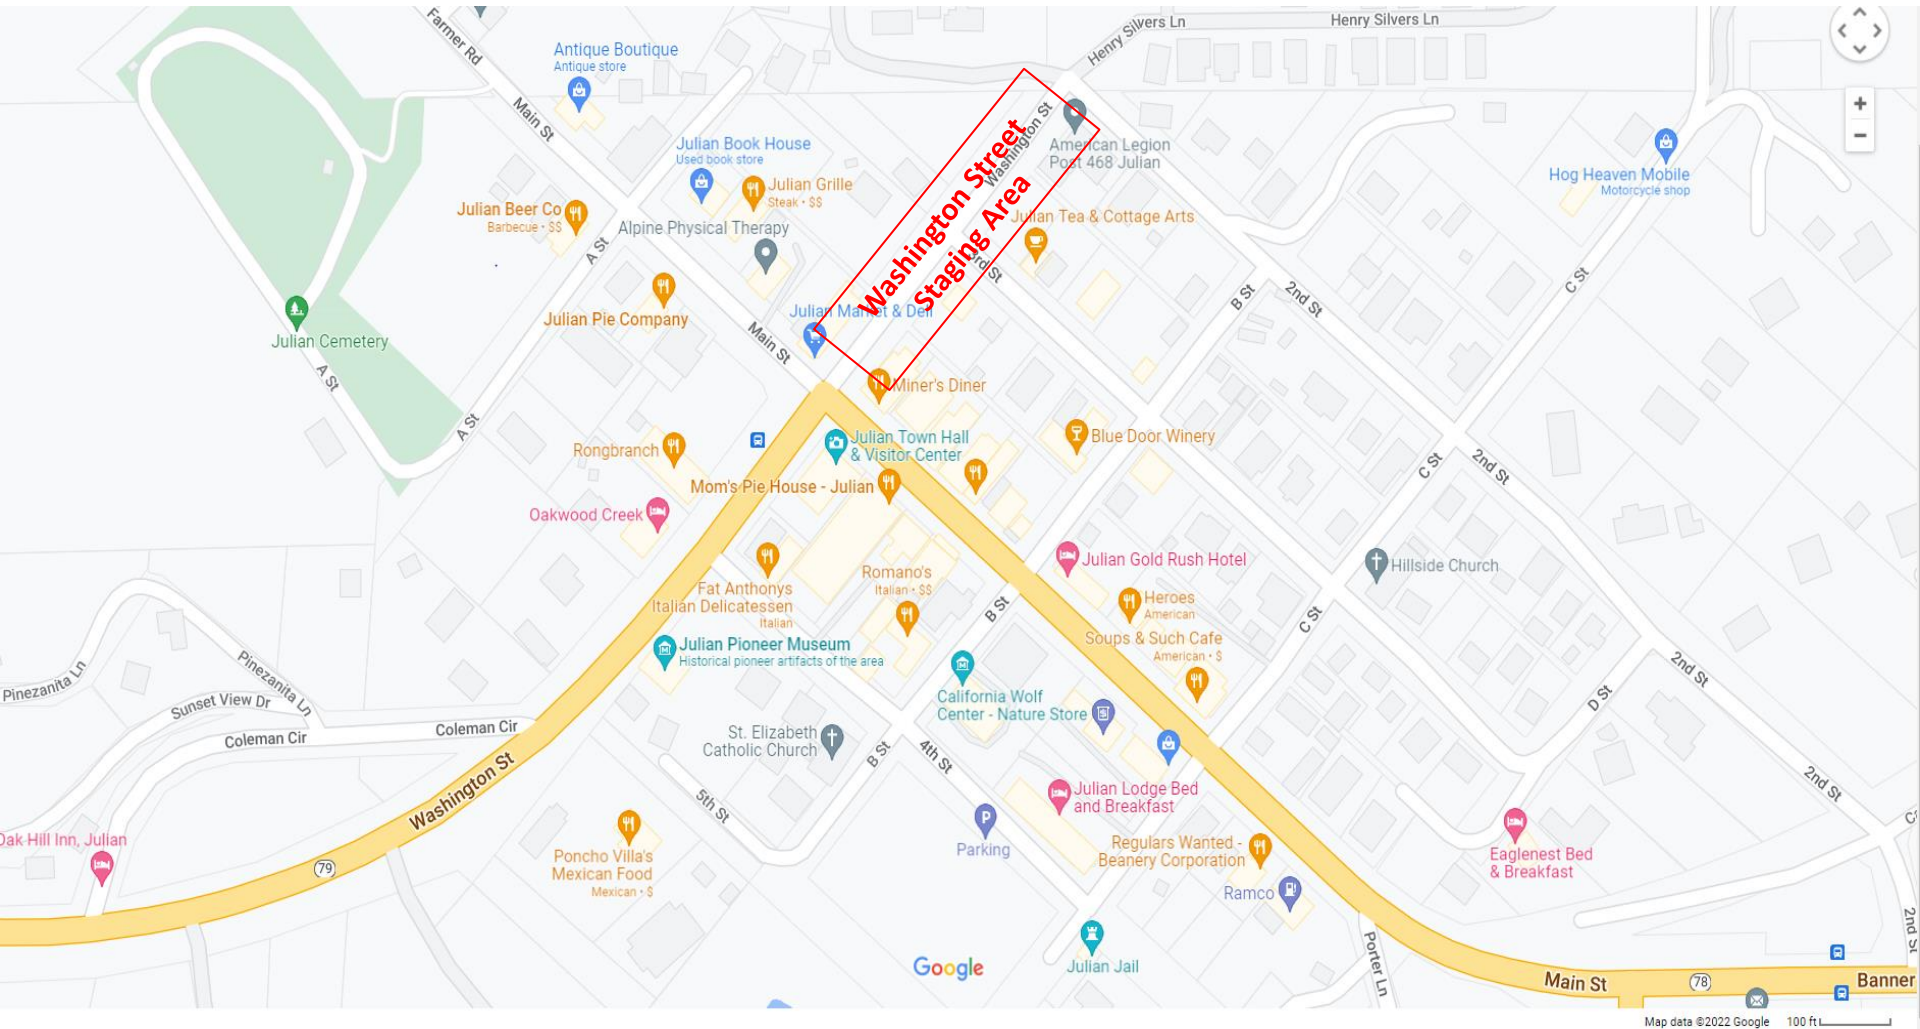 Farmer Rd
Henry Silvers Ln
Henry Silvers Ln
Antique Boutique
Antique store
Main St
Washington St
Washington Street
Staging Area
American Legion
Post 468 Julian
Julian Book House
Used book store
Julian Grille
Steak • $$
Hog Heaven Mobile
Motorcycle shop
Julian Beer Co
Barbecue • $$
Alpine Physical Therapy
Julian Tea & Cottage Arts
A St
3rd St
B St
2nd St
C St
Julian Pie Company
Julian Market & Deli
Main St
Julian Cemetery
A St
Miner's Diner
A St
Rongbranch
Julian Town Hall
& Visitor Center
Blue Door Winery
Mom's Pie House - Julian
C St
2nd St
Oakwood Creek
Julian Gold Rush Hotel
Hillside Church
Fat Anthonys
Italian Delicatessen
Italian
Romano's
Italian • $$
B St
Heroes
American
C St
Soups & Such Cafe
American • $
Julian Pioneer Museum
Historical pioneer artifacts of the area
Pinezanita Ln
Pinezanita Ln
Sunset View Dr
Coleman Cir
Coleman Cir
California Wolf
Center - Nature Store
2nd St
D St
St. Elizabeth
Catholic Church
B St
4th St
Washington St
5th St
Julian Lodge Bed
and Breakfast
2nd St
P
Parking
Oak Hill Inn, Julian
79
Poncho Villa's
Mexican Food
Mexican • $
Regulars Wanted -
Beanery Corporation
Ramco
Eaglenest Bed
& Breakfast
2nd St
Julian Jail
Google
Porter Ln
Main St
78
Banner
Map data ©2022 Google
100 ft